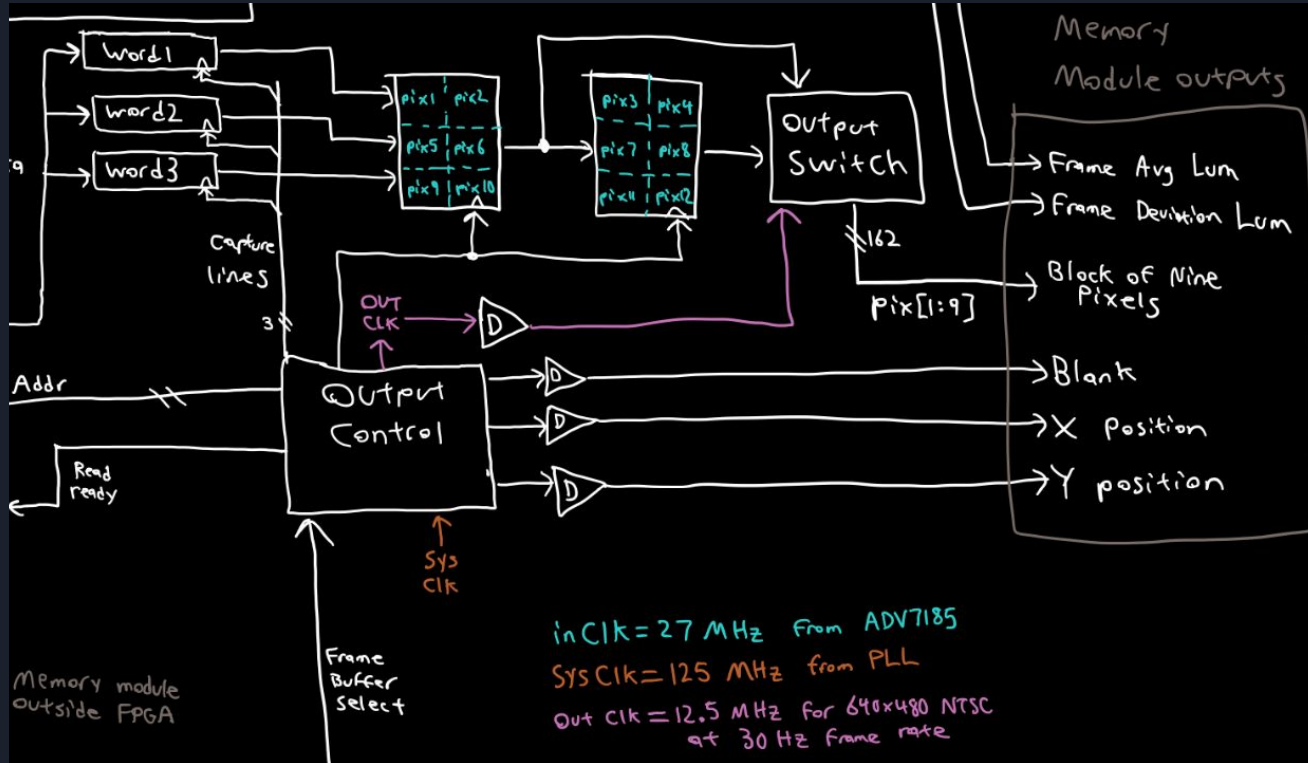 Memory
Module outputs
word1
word2
word3
pix1 pix2
pix5 pix6
pix9 pix10
pix3 pix4
pix7 pix8
pix11 pix12
Output
Switch
Frame Avg Lum
Frame Deviation Lum
162
Block of Nine
Pixels
pix[1:9]
Capture
lines
3
OUT
CLK
D
Addr
Output
Control
D
Blank
D
X Position
Read
ready
D
Y position
Sys
Clk
Frame
Buffer
Select
Memory module
outside FPGA
in Clk = 27 MHz from ADV7185
Sys Clk = 125 MHz from PLL
Out Clk = 12.5 MHz for 640x480 NTSC
at 30 Hz frame rate